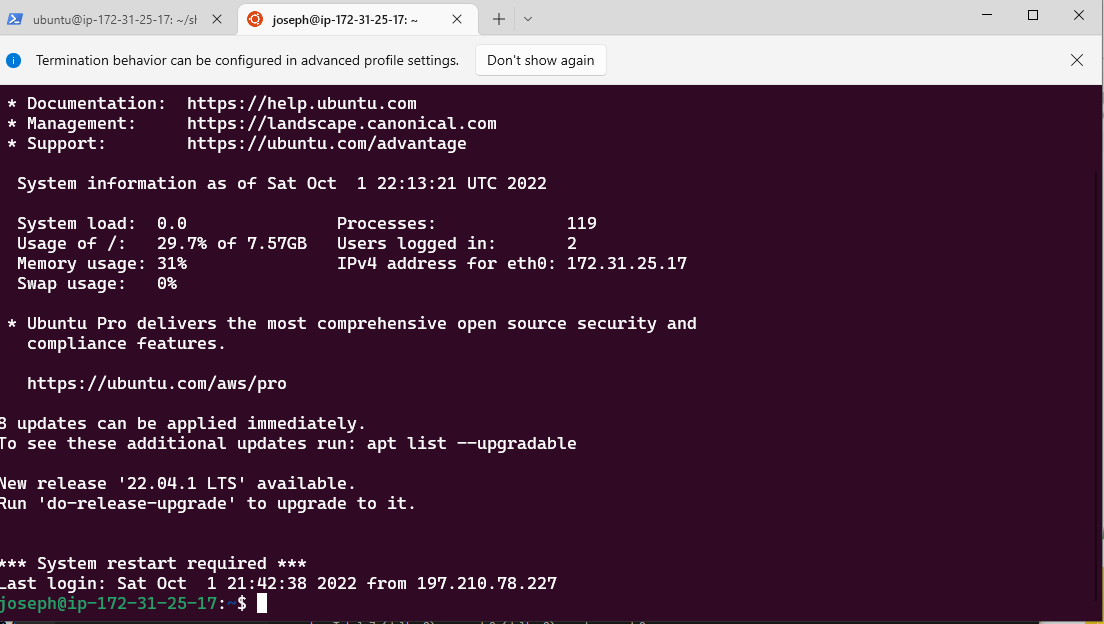 ubuntu@ip-172-31-25-17: ~/sh
joseph@ip-172-31-25-17: ~
Termination behavior can be configured in advanced profile settings. Don't show again
* Documentation: https://help.ubuntu.com
* Management: https://landscape.canonical.com
* Support: https://ubuntu.com/advantage
System information as of Sat Oct 1 22:13:21 UTC 2022
System load: 0.0 Processes: 119
Usage of /: 29.7% of 7.57GB Users logged in: 2
Memory usage: 31% IPv4 address for eth0: 172.31.25.17
Swap usage: 0%
* Ubuntu Pro delivers the most comprehensive open source security and
compliance features.
https://ubuntu.com/aws/pro
8 updates can be applied immediately.
To see these additional updates run: apt list --upgradable
New release '22.04.1 LTS' available.
Run 'do-release-upgrade' to upgrade to it.
*** System restart required ***
Last login: Sat Oct 1 21:42:38 2022 from 197.210.78.227
joseph@ip-172-31-25-17:~$